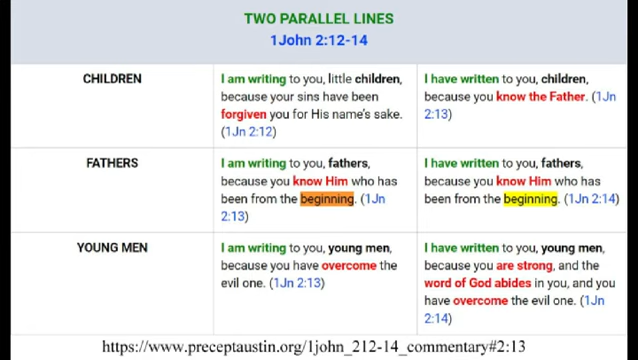 TWO PARALLEL LINES
1John 2:12-14
CHILDREN
I am writing to you, little children,
because your sins have been
forgiven you for His name's sake.
(1Jn 2:12)
I have written to you, children,
because you know the Father. (1Jn
2:13)
FATHERS
I am writing to you, fathers,
because you know Him who has
been from the beginning. (1Jn
2:13)
I have written to you, fathers,
because you know Him who has
been from the beginning. (1Jn 2:14)
YOUNG MEN
I am writing to you, young men,
because you have overcome the
evil one. (1Jn 2:13)
I have written to you, young men,
because you are strong, and the
word of God abides in you, and you
have overcome the evil one. (1Jn
2:14)
https://www.preceptaustin.org/1john_212-14_commentary#2:13